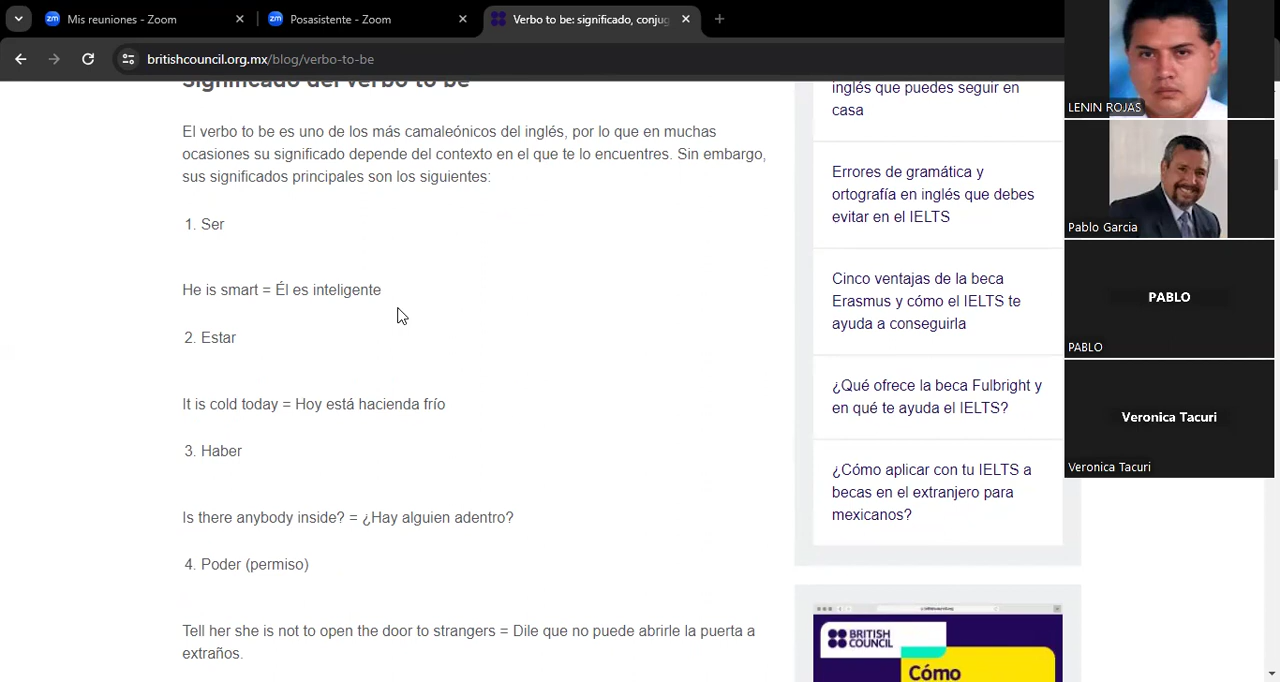 Mis reuniones - Zoom
Posasistente - Zoom
Verbo to be: significado, conjug
britishcouncil.org.mx/blog/verbo-to-be
Significado del verbo to be
El verbo to be es uno de los más camaleónicos del inglés, por lo que en muchas
ocasiones su significado depende del contexto en el que te lo encuentres. Sin embargo,
sus significados principales son los siguientes:
1. Ser
He is smart = Él es inteligente
2. Estar
It is cold today = Hoy está hacienda frío
3. Haber
Is there anybody inside? = ¿Hay alguien adentro?
4. Poder (permiso)
Tell her she is not to open the door to strangers = Dile que no puede abrirle la puerta a
extraños.
inglés que puedes seguir en
casa
Errores de gramática y
ortografía en inglés que debes
evitar en el IELTS
Cinco ventajas de la beca
Erasmus y cómo el IELTS te
ayuda a conseguirla
¿Qué ofrece la beca Fulbright y
en qué te ayuda el IELTS?
¿Cómo aplicar con tu IELTS a
becas en el extranjero para
mexicanos?
BRITISH
COUNCIL
Cómo
LENIN ROJAS
Pablo Garcia
PABLO
PABLO
Veronica Tacuri
Veronica Tacuri